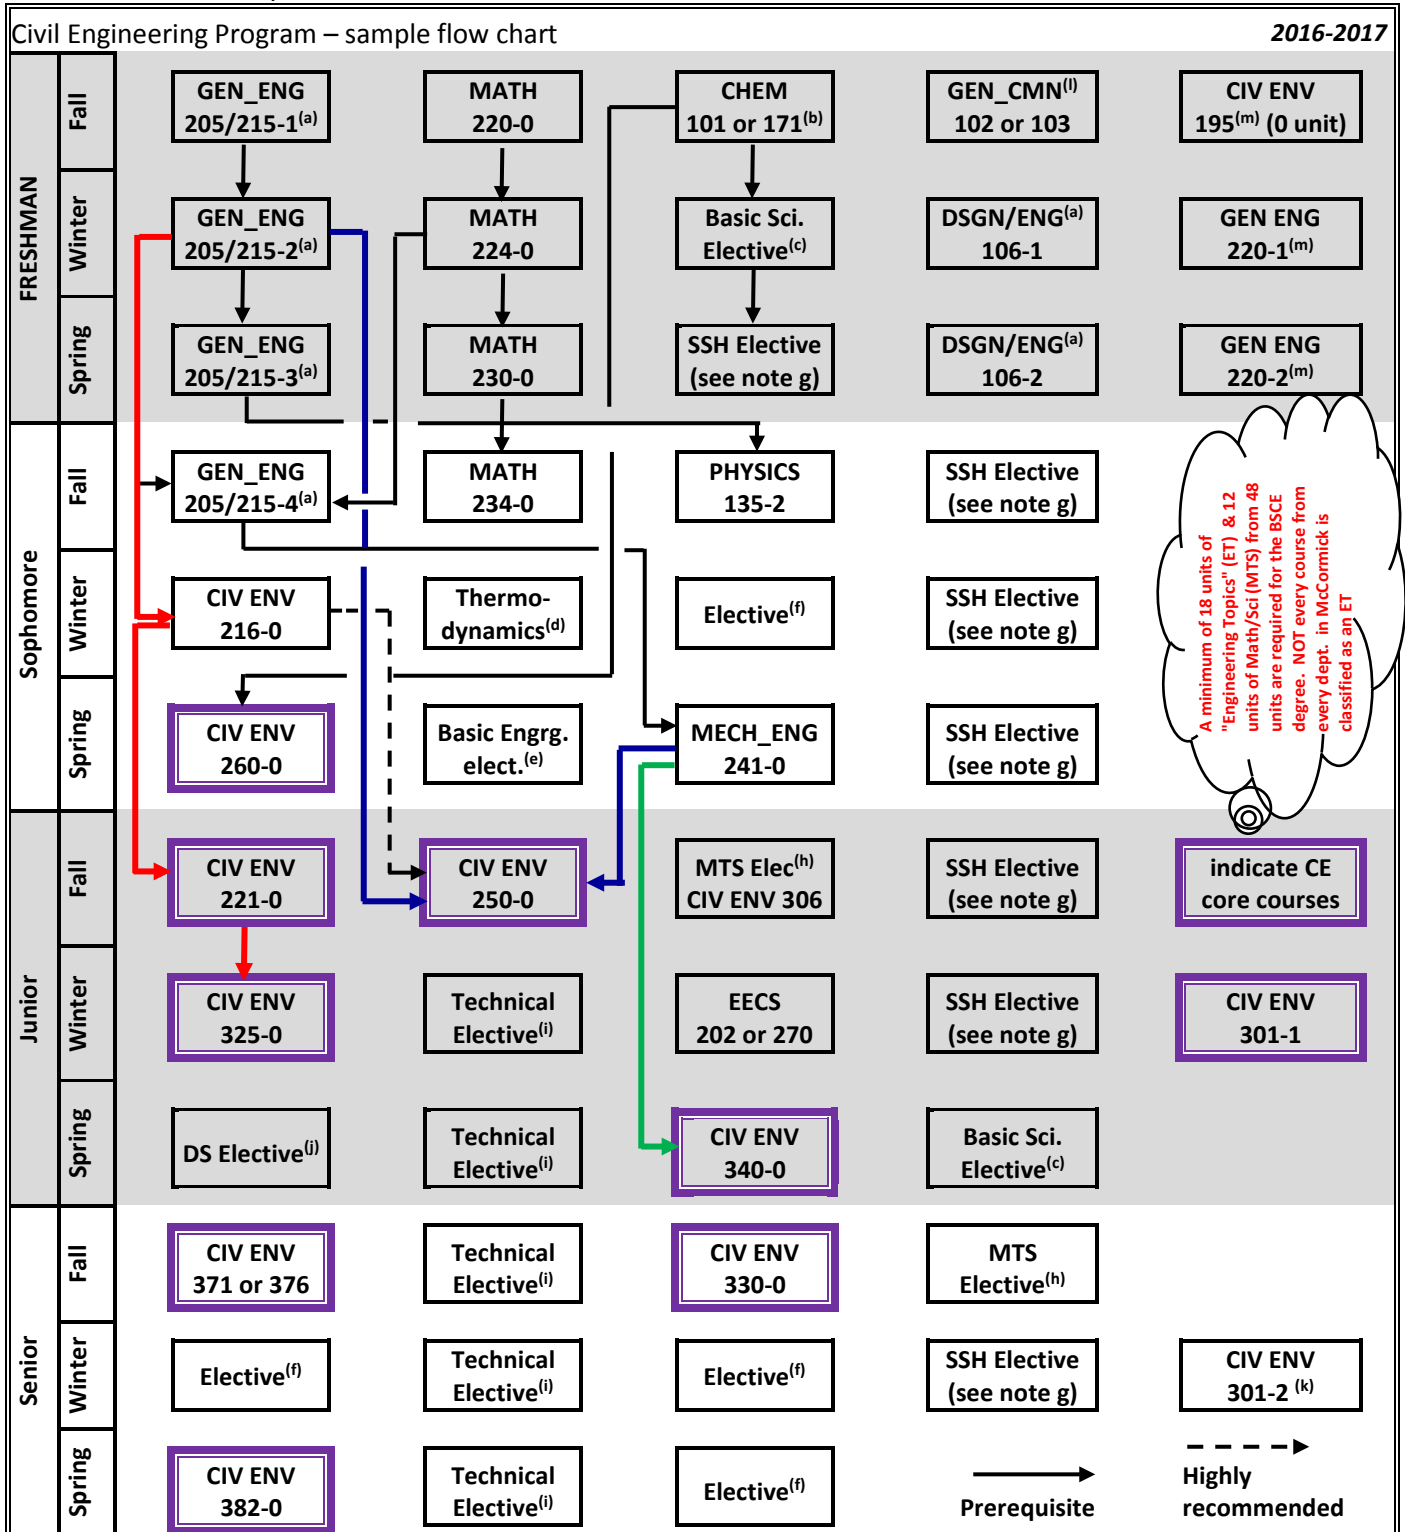 Civil Engineering Program – sample flow chart
2016-2017
FRESHMAN
Fall
GEN_ENG
205/215-1(a)
MATH
220-0
CHEM
101 or 171(b)
GEN_CMN(l)
102 or 103
CIV ENV
195(m) (0 unit)
Winter
GEN_ENG
205/215-2(a)
MATH
224-0
Basic Sci.
Elective(c)
DSGN/ENG(a)
106-1
GEN ENG
220-1(m)
Spring
GEN_ENG
205/215-3(a)
MATH
230-0
SSH Elective
(see note g)
DSGN/ENG(a)
106-2
GEN ENG
220-2(m)
Sophomore
Fall
GEN_ENG
205/215-4(a)
MATH
234-0
PHYSICS
135-2
SSH Elective
(see note g)
A minimum of 18 units of
"Engineering Topics" (ET) & 12
units of Math/Sci (MTS) from 48
units are required for the BSCE
degree. NOT every course from
every dept. in McCormick is
classified as an ET
Winter
CIV ENV
216-0
Thermo-
dynamics(d)
Elective(f)
SSH Elective
(see note g)
Spring
CIV ENV
260-0
Basic Engrg.
elect.(e)
MECH_ENG
241-0
SSH Elective
(see note g)
Junior
Fall
CIV ENV
221-0
CIV ENV
250-0
MTS Elec(h)
CIV ENV 306
SSH Elective
(see note g)
indicate CE
core courses
Winter
CIV ENV
325-0
Technical
Elective(i)
EECS
202 or 270
SSH Elective
(see note g)
CIV ENV
301-1
Spring
DS Elective(j)
Technical
Elective(i)
CIV ENV
340-0
Basic Sci.
Elective(c)
Senior
Fall
CIV ENV
371 or 376
Technical
Elective(i)
CIV ENV
330-0
MTS
Elective(h)
Winter
Elective(f)
Technical
Elective(i)
Elective(f)
SSH Elective
(see note g)
CIV ENV
301-2 (k)
Spring
CIV ENV
382-0
Technical
Elective(i)
Elective(f)
Prerequisite
Highly
recommended